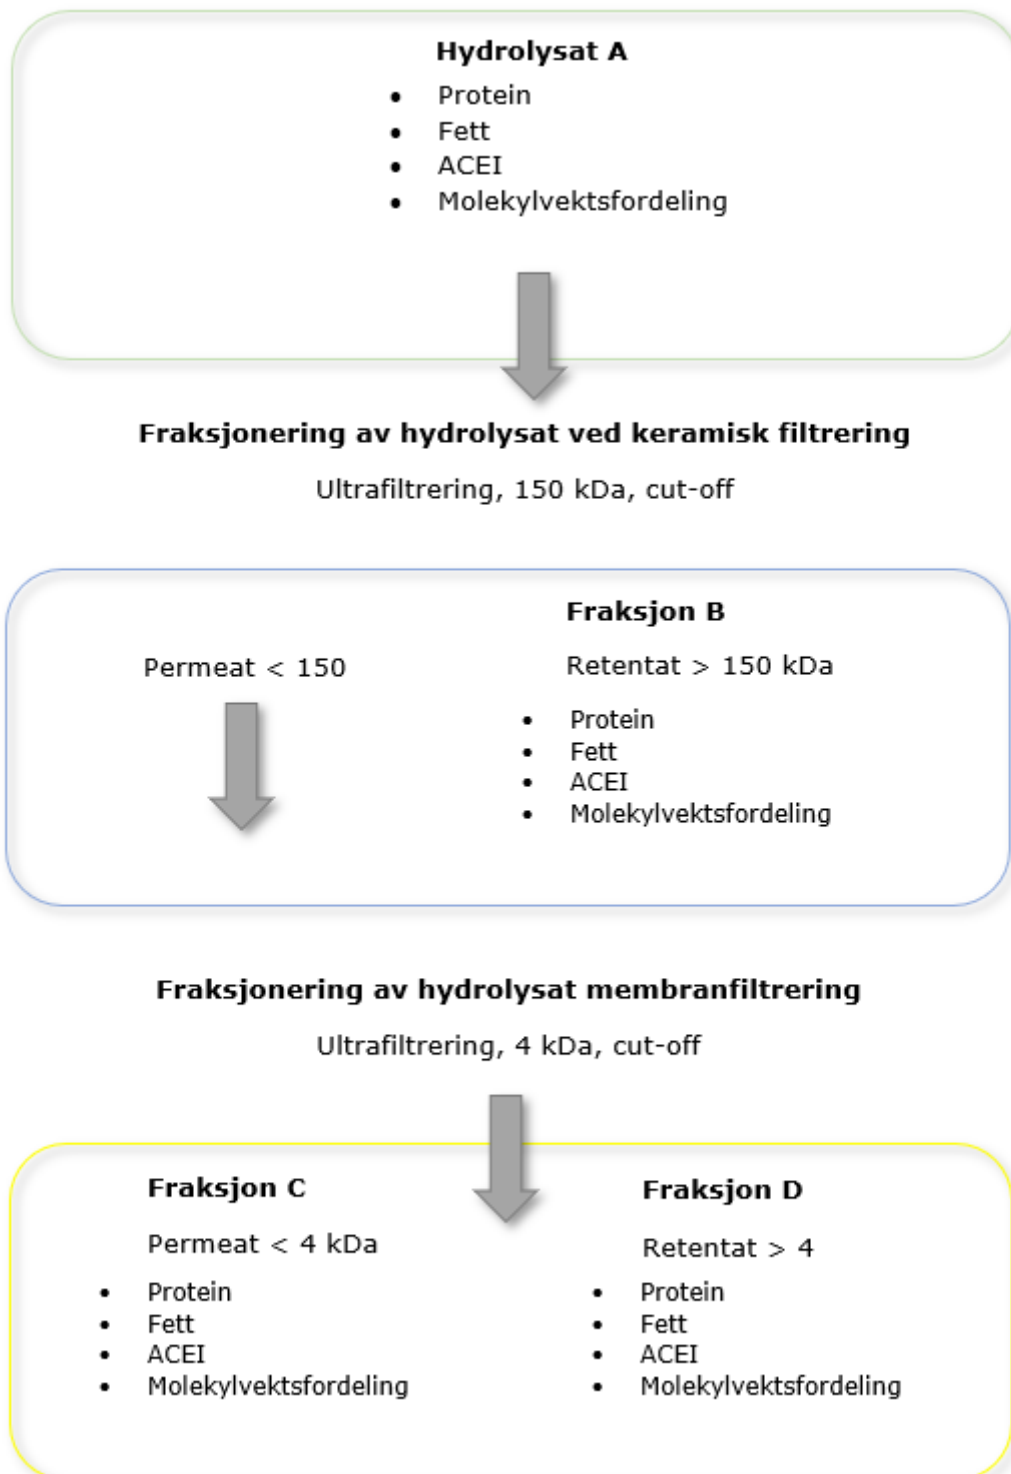 Hydrolysat A
• Protein
• Fett
• ACEI
• Molekylvektsfordeling
Fraksjonering av hydrolysat ved keramisk filtrering
Ultrafiltrering, 150 kDa, cut-off
Permeat < 150
Fraksjon B
Retentat > 150 kDa
• Protein
• Fett
• ACEI
• Molekylvektsfordeling
Fraksjonering av hydrolysat membranfiltrering
Ultrafiltrering, 4 kDa, cut-off
Fraksjon C
Permeat < 4 kDa
• Protein
• Fett
• ACEI
• Molekylvektsfordeling
Fraksjon D
Retentat > 4
• Protein
• Fett
• ACEI
• Molekylvektsfordeling